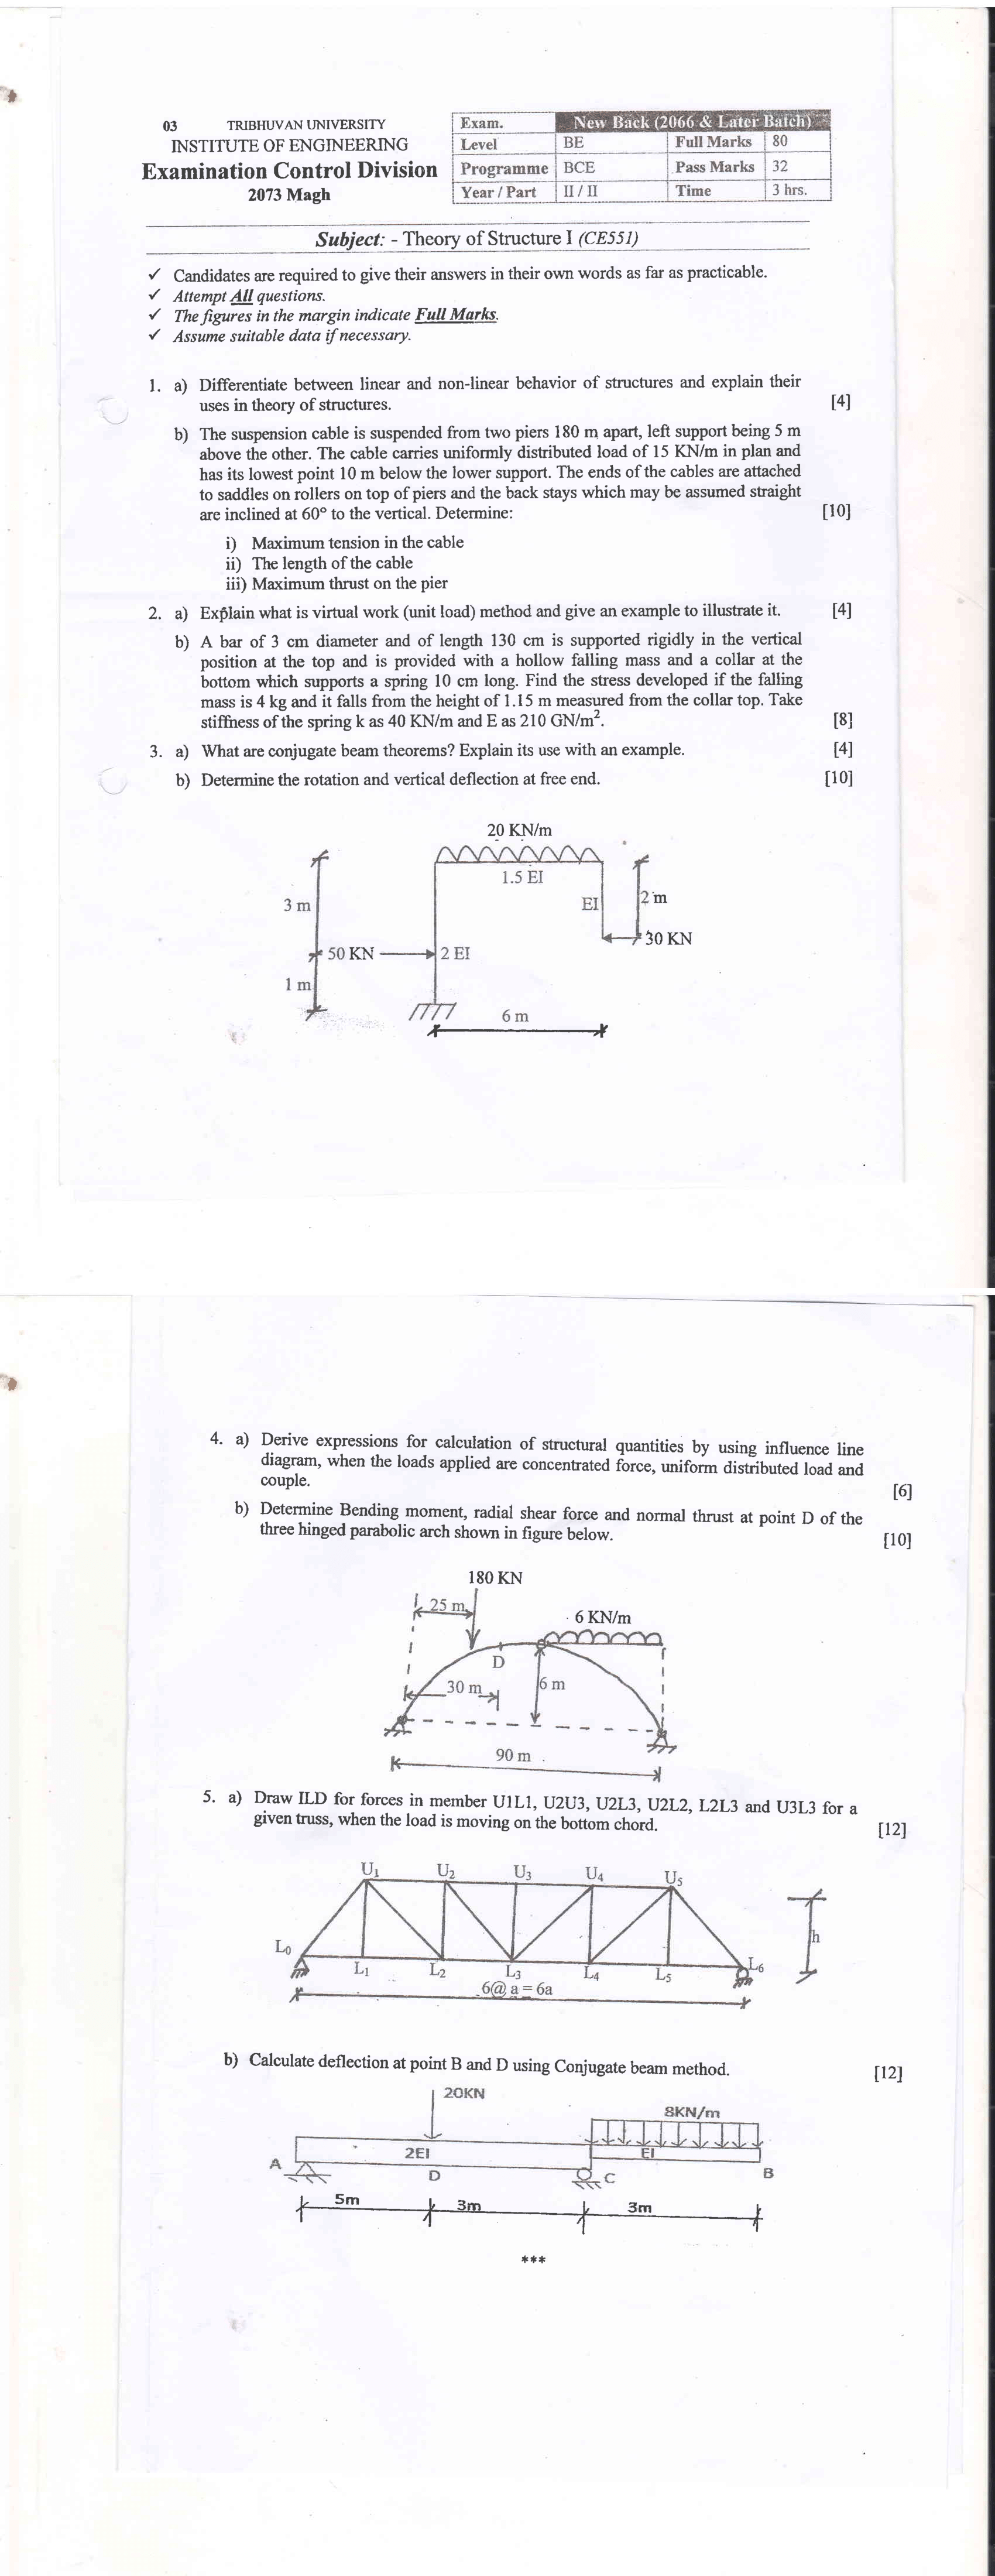 03 TRIBHUVAN UNIVERSITY
INSTITUTE OF ENGINEERING
Examination Control Division
2073 Magh
Exam. New Back (2066 & Later Batch)
Level BE Full Marks 80
Programme BCE Pass Marks 32
Year / Part II / II Time 3 hrs.
Subject: - Theory of Structure I (CE551)
✓ Candidates are required to give their answers in their own words as far as practicable.
✓ Attempt All questions.
✓ The figures in the margin indicate Full Marks.
✓ Assume suitable data if necessary.
1. a) Differentiate between linear and non-linear behavior of structures and explain their
uses in theory of structures. [4]
b) The suspension cable is suspended from two piers 180 m apart, left support being 5 m
above the other. The cable carries uniformly distributed load of 15 KN/m in plan and
has its lowest point 10 m below the lower support. The ends of the cables are attached
to saddles on rollers on top of piers and the back stays which may be assumed straight
are inclined at 60° to the vertical. Determine: [10]
i) Maximum tension in the cable
ii) The length of the cable
iii) Maximum thrust on the pier
2. a) Explain what is virtual work (unit load) method and give an example to illustrate it. [4]
b) A bar of 3 cm diameter and of length 130 cm is supported rigidly in the vertical
position at the top and is provided with a hollow falling mass and a collar at the
bottom which supports a spring 10 cm long. Find the stress developed if the falling
mass is 4 kg and it falls from the height of 1.15 m measured from the collar top. Take
stiffness of the spring k as 40 KN/m and E as 210 GN/m². [8]
3. a) What are conjugate beam theorems? Explain its use with an example. [4]
b) Determine the rotation and vertical deflection at free end. [10]
20 KN/m
1.5 EI
3 m
EI
2 m
30 KN
50 KN
2 EI
1 m
6 m
4. a) Derive expressions for calculation of structural quantities by using influence line
diagram, when the loads applied are concentrated force, uniform distributed load and
couple. [6]
b) Determine Bending moment, radial shear force and normal thrust at point D of the
three hinged parabolic arch shown in figure below. [10]
180 KN
25 m
6 KN/m
D
30 m
6 m
90 m
5. a) Draw ILD for forces in member U1L1, U2U3, U2L3, U2L2, L2L3 and U3L3 for a
given truss, when the load is moving on the bottom chord. [12]
U1 U2 U3 U4 U5
h
L0 L1 L2 L3 L4 L5 L6
6@ a = 6a
b) Calculate deflection at point B and D using Conjugate beam method. [12]
20KN
8KN/m
2EI
EI
A D C B
5m 3m 3m
***